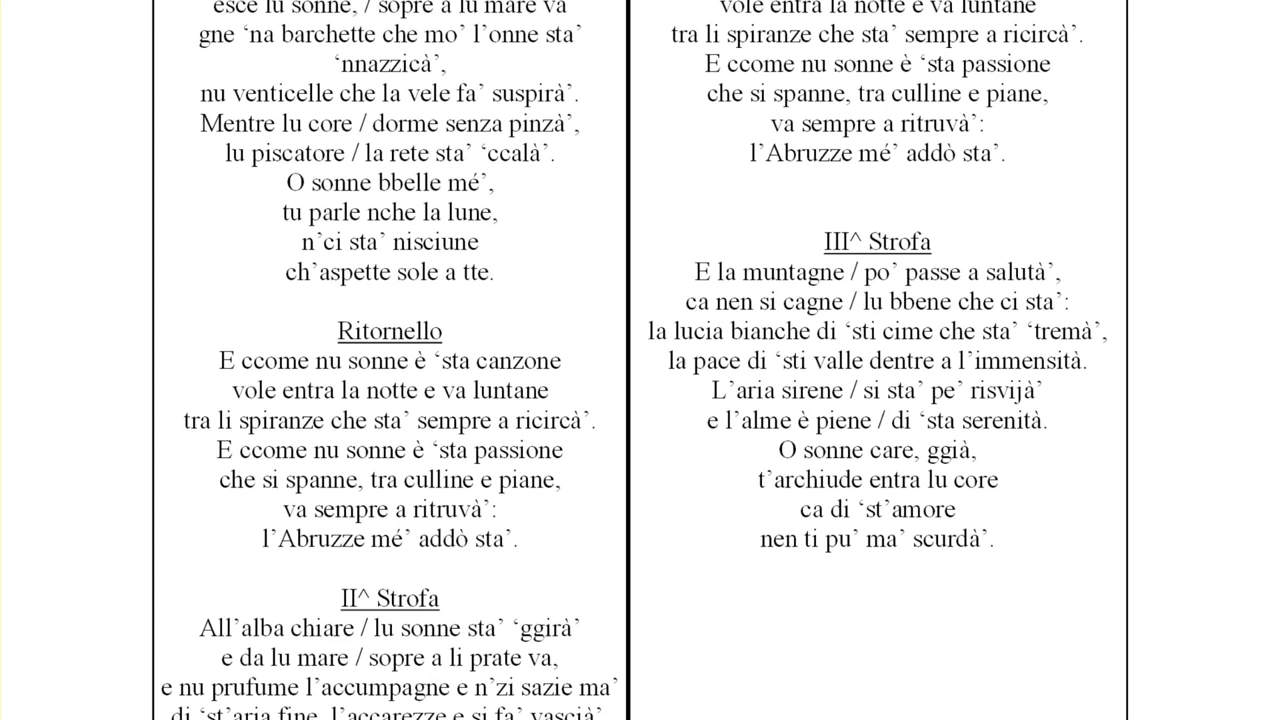 esce lu sonne, / sopre a lu mare va
gne ‘na barchette che mo’ l’onne sta’
‘nnazzicà’,
nu venticelle che la vele fa’ suspirà’.
Mentre lu core / dorme senza pinzà’,
lu piscatore / la rete sta’ ‘ccalà’.
O sonne bbelle mé’,
tu parle nche la lune,
n’ci sta’ nisciune
ch’aspette sole a tte.
Ritornello
E ccome nu sonne è ‘sta canzone
vole entra la notte e va luntane
tra li spiranze che sta’ sempre a ricircà’.
E ccome nu sonne è ‘sta passione
che si spanne, tra culline e piane,
va sempre a ritruvà’:
l’Abruzze mé’ addò sta’.
II^ Strofa
All’alba chiare / lu sonne sta’ ‘ggirà’
e da lu mare / sopre a li prate va,
e nu prufume l’accumpagne e n’zi sazie ma’
di ‘st’aria fine, l’accarezze e si fa’ vascià’
vole entra la notte e va luntane
tra li spiranze che sta’ sempre a ricircà’.
E ccome nu sonne è ‘sta passione
che si spanne, tra culline e piane,
va sempre a ritruvà’:
l’Abruzze mé’ addò sta’.
III^ Strofa
E la muntagne / po’ passe a salutà’,
ca nen si cagne / lu bbene che ci sta’:
la lucia bianche di ‘sti cime che sta’ ‘tremà’,
la pace di ‘sti valle dentre a l’immensità.
L’aria sirene / si sta’ pe’ risvijà’
e l’alme è piene / di ‘sta serenità.
O sonne care, ggià,
t’archiude entra lu core
ca di ‘st’amore
nen ti pu’ ma’ scurdà’.